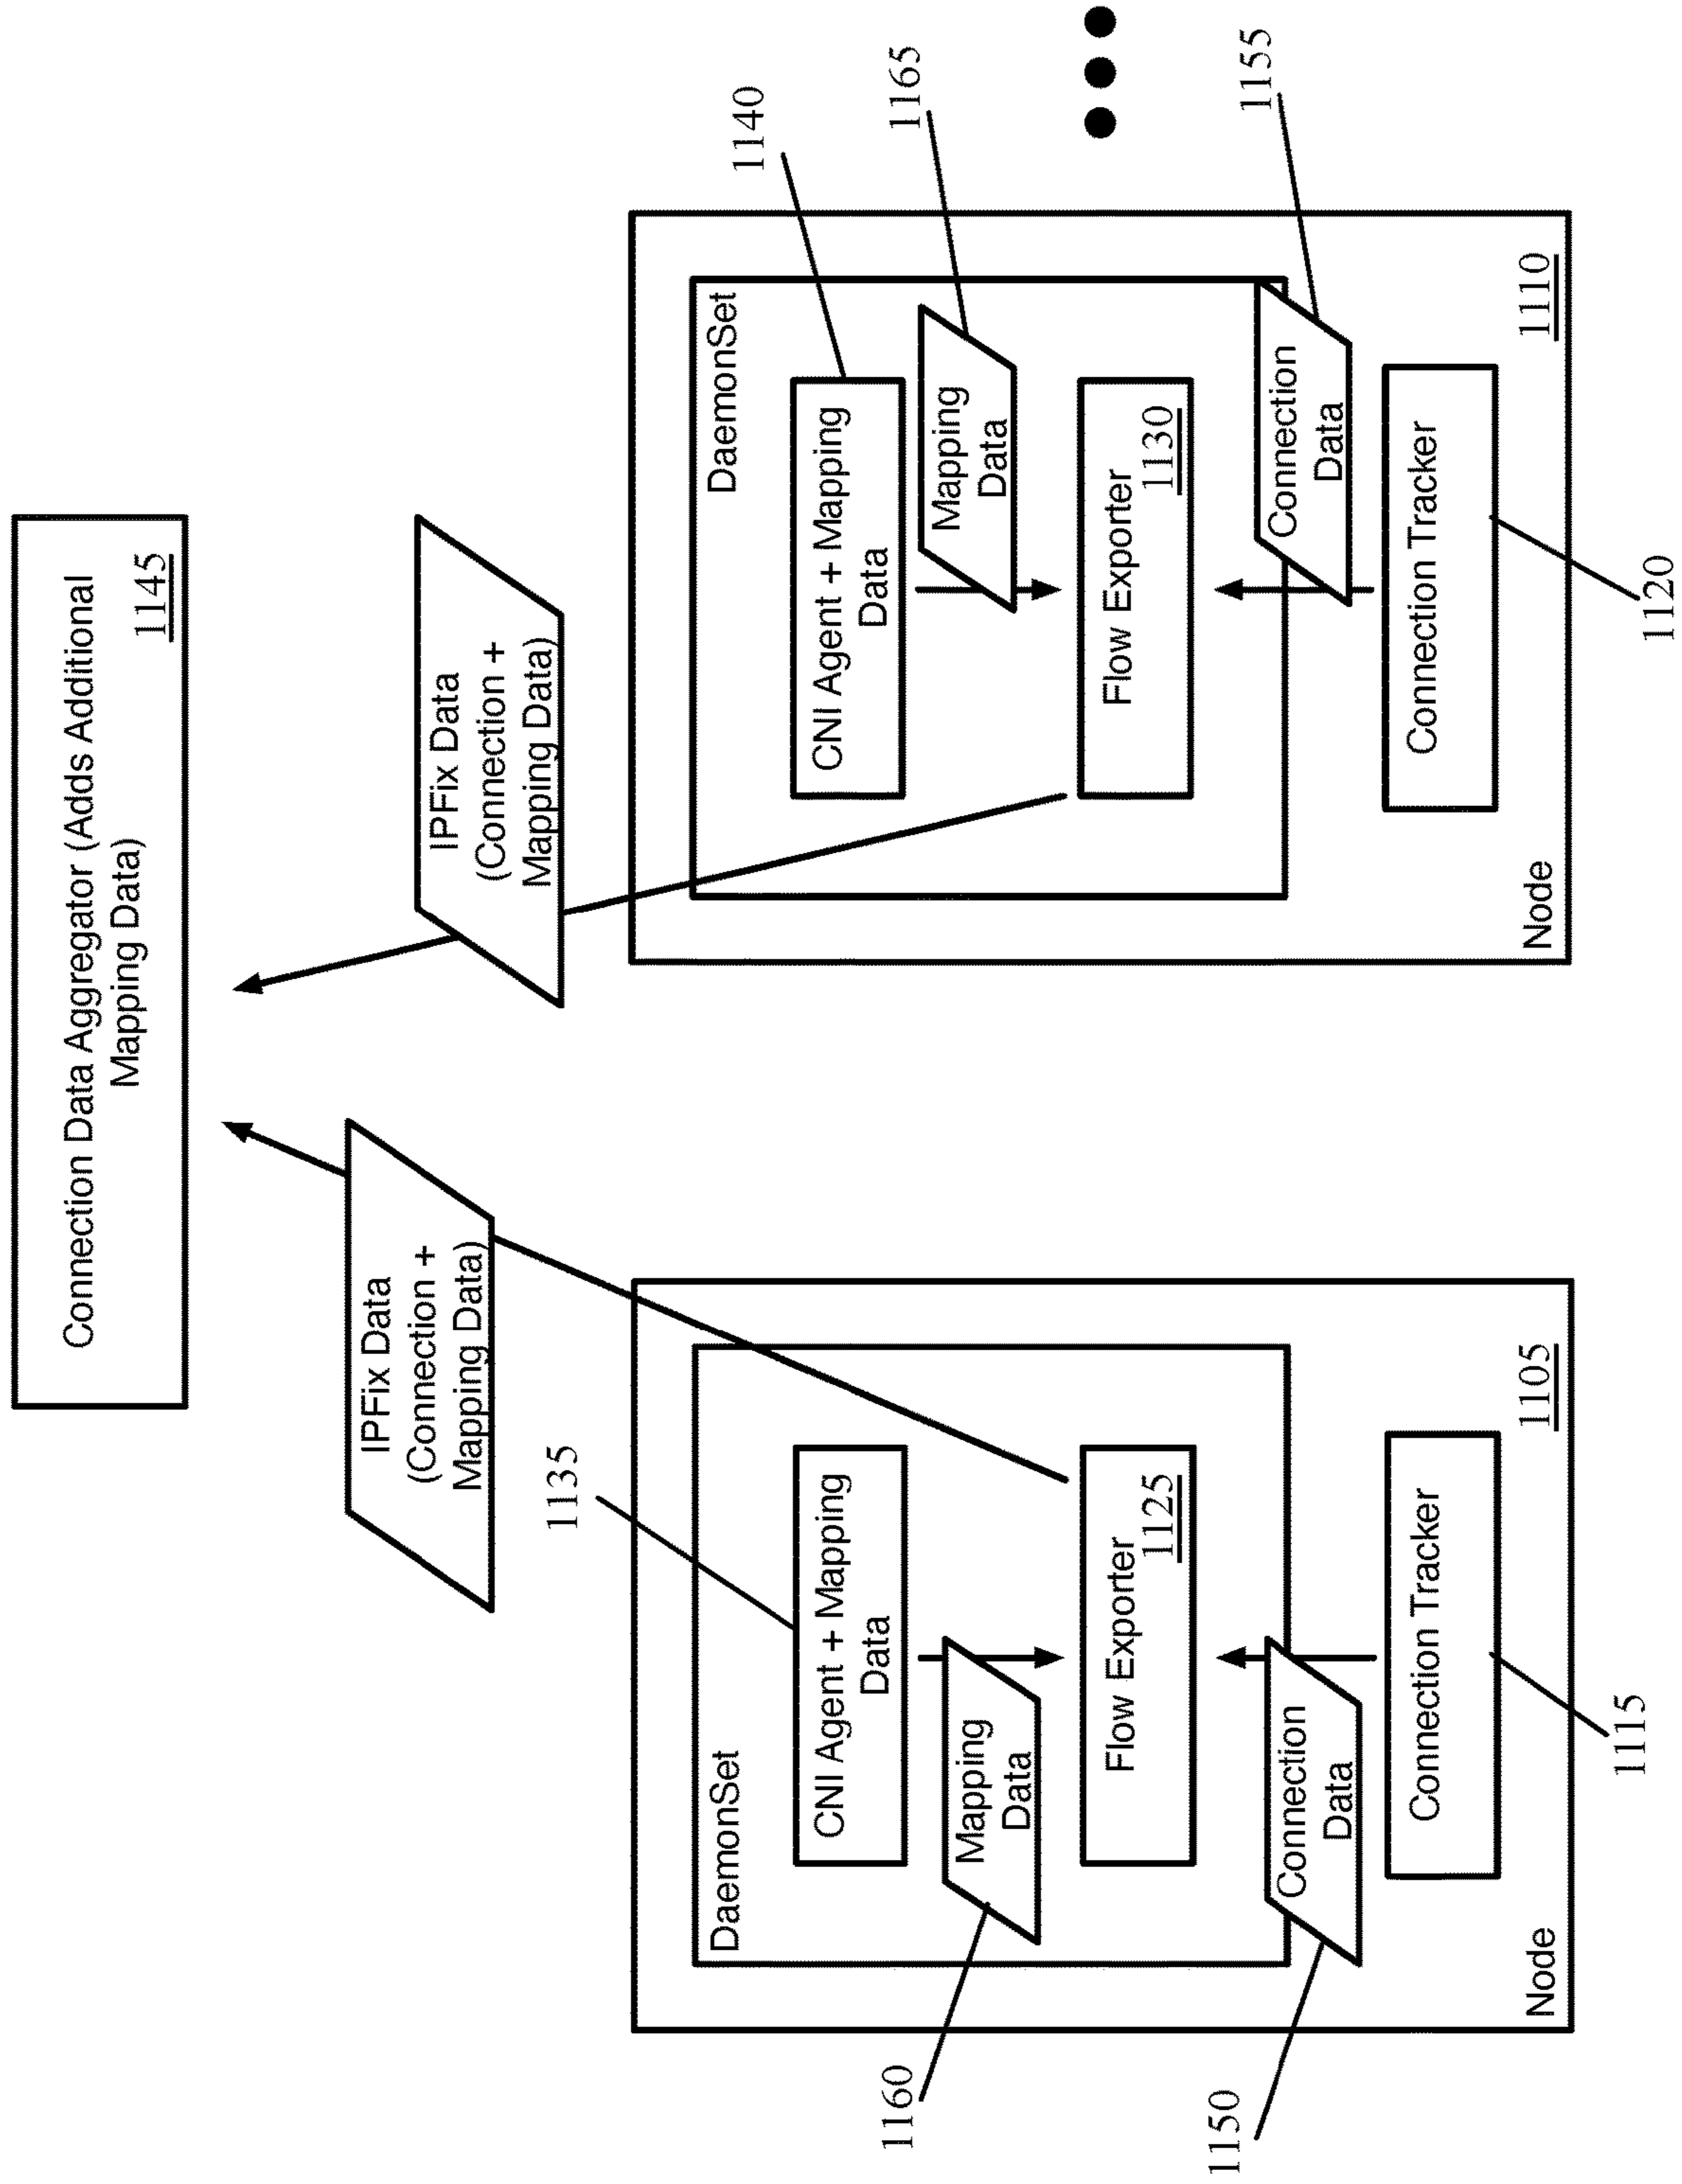 Connection Data Aggregator (Adds Additional
Mapping Data)
1145
IPFix Data
(Connection +
Mapping Data)
IPFix Data
(Connection +
Mapping Data)
1135
DaemonSet
CNI Agent + Mapping
Data
1160
Mapping
Data
Flow Exporter
1125
1150
Connection
Data
Connection Tracker
1115
Node
1105
DaemonSet
1140
CNI Agent + Mapping
Data
Mapping
Data
1165
Flow Exporter
1130
Connection
Data
1155
Connection Tracker
1120
Node
1110